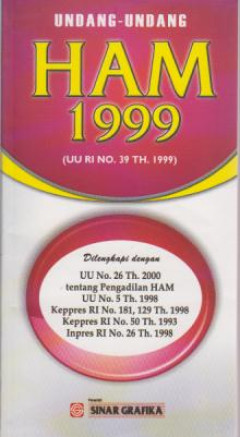 UNDANG-UNDANG
HAM
1999
(UU RI NO. 39 TH. 1999)
Dilengkapi dengan
UU No. 26 Th. 2000
tentang Pengadilan HAM
UU No. 5 Th. 1998
Keppres RI No. 181, 129 Th. 1998
Keppres RI No. 50 Th. 1993
Inpres RI No. 26 Th. 1998
Penerbit
SINAR GRAFIKA